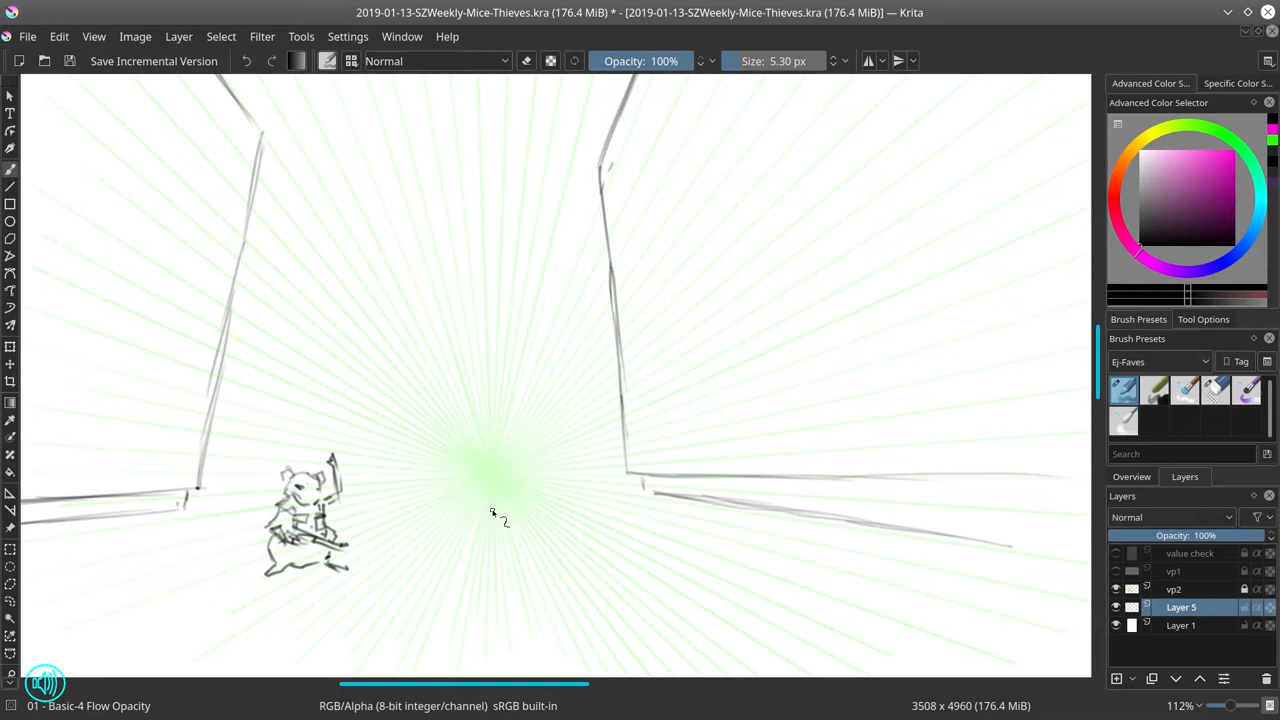 2019-01-13-SZWeekly-Mice-Thieves.kra (176.4 MiB) * - [2019-01-13-SZWeekly-Mice-Thieves.kra (176.4 MiB)] — Krita
File Edit View Image Layer Select Filter Tools Settings Window Help
Save Incremental Version Normal Opacity: 100% Size: 5.30 px
Advanced Color S... Specific Color S...
Advanced Color Selector
Brush Presets Tool Options
Brush Presets
Ej-Faves Tag
Search
Overview Layers
Layers
Normal
Opacity: 100%
value check
vp1
vp2
Layer 5
Layer 1
01 - Basic-4 Flow Opacity RGB/Alpha (8-bit integer/channel) sRGB built-in 3508 x 4960 (176.4 MiB) 112%